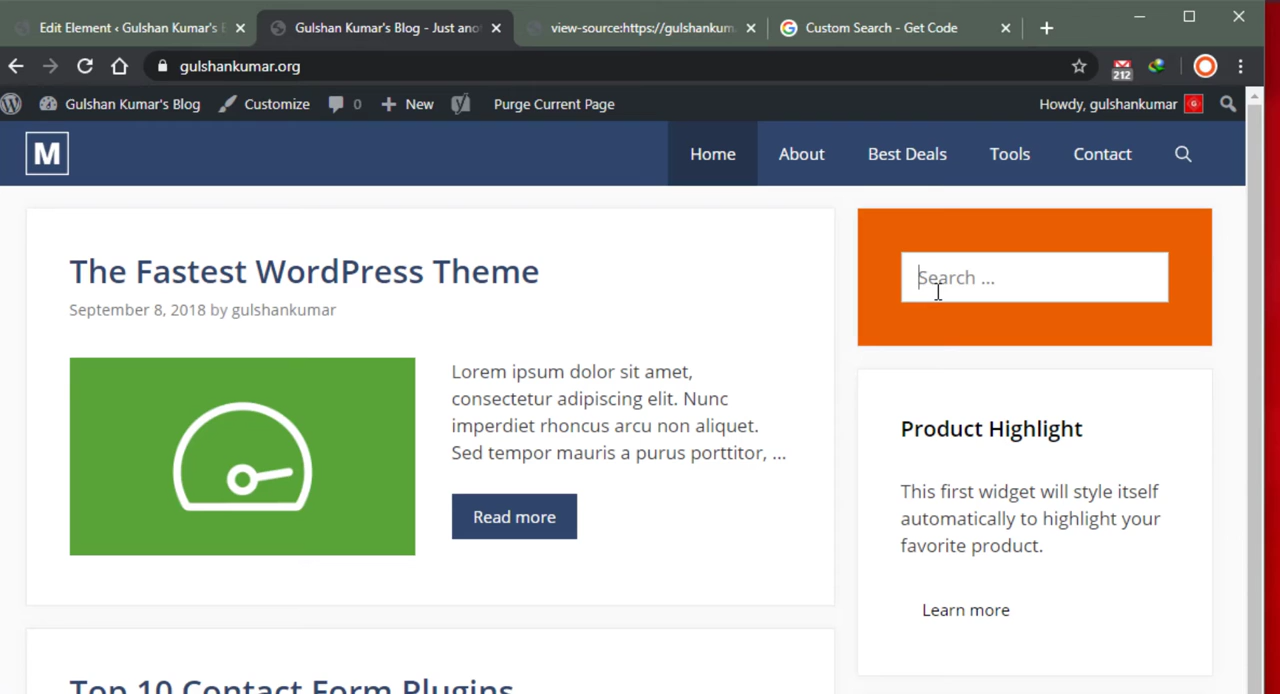 Edit Element ‹ Gulshan Kumar's E
Gulshan Kumar's Blog - Just ano
view-source:https://gulshankum
Custom Search - Get Code
gulshankumar.org
212
Gulshan Kumar's Blog
Customize
0
New
Purge Current Page
Howdy, gulshankumar
G
M
Home
About
Best Deals
Tools
Contact
The Fastest WordPress Theme
September 8, 2018 by gulshankumar
Lorem ipsum dolor sit amet,
consectetur adipiscing elit. Nunc
imperdiet rhoncus arcu non aliquet.
Sed tempor mauris a purus porttitor, ...
Read more
Search ...
Product Highlight
This first widget will style itself
automatically to highlight your
favorite product.
Learn more
Top 10 Contact Form Plugins